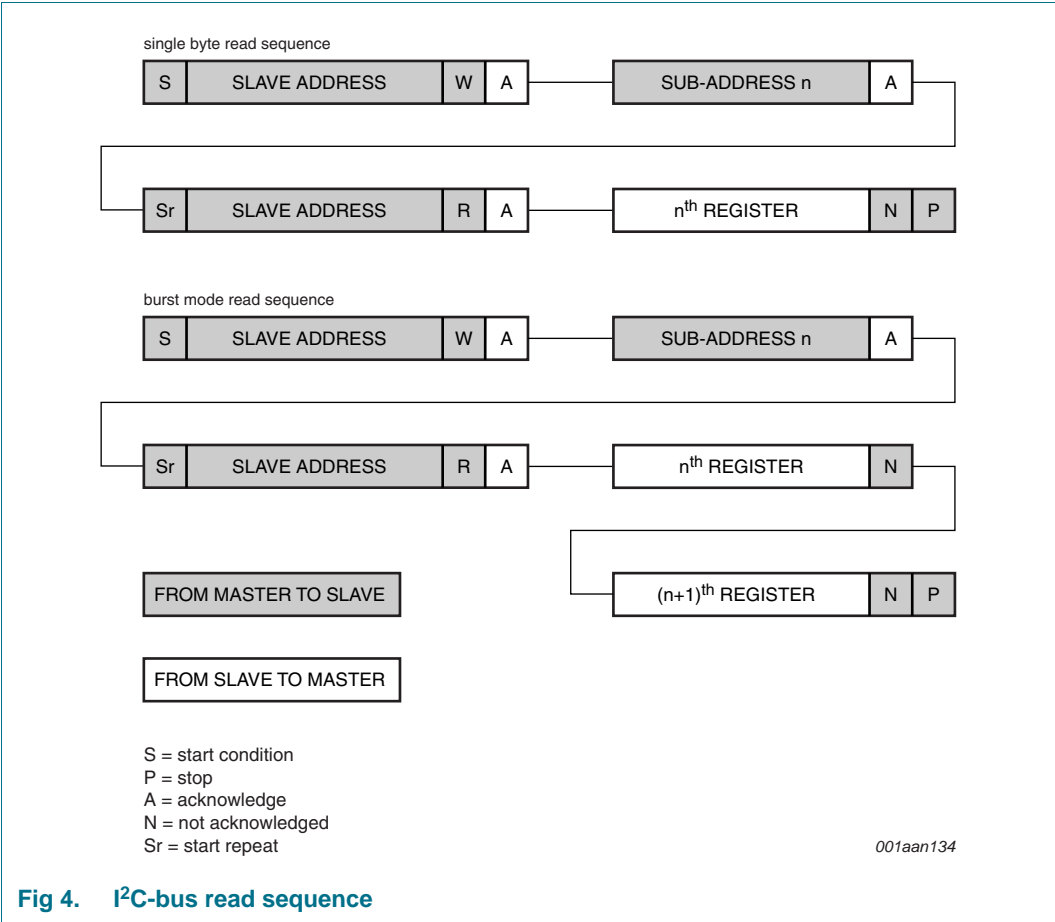 single byte read sequence
S SLAVE ADDRESS W A SUB-ADDRESS n A
Sr SLAVE ADDRESS R A nth REGISTER N P
burst mode read sequence
S SLAVE ADDRESS W A SUB-ADDRESS n A
Sr SLAVE ADDRESS R A nth REGISTER N
FROM MASTER TO SLAVE (n+1)th REGISTER N P
FROM SLAVE TO MASTER
S = start condition
P = stop
A = acknowledge
N = not acknowledged
Sr = start repeat 001aan134
Fig 4. I2C-bus read sequence